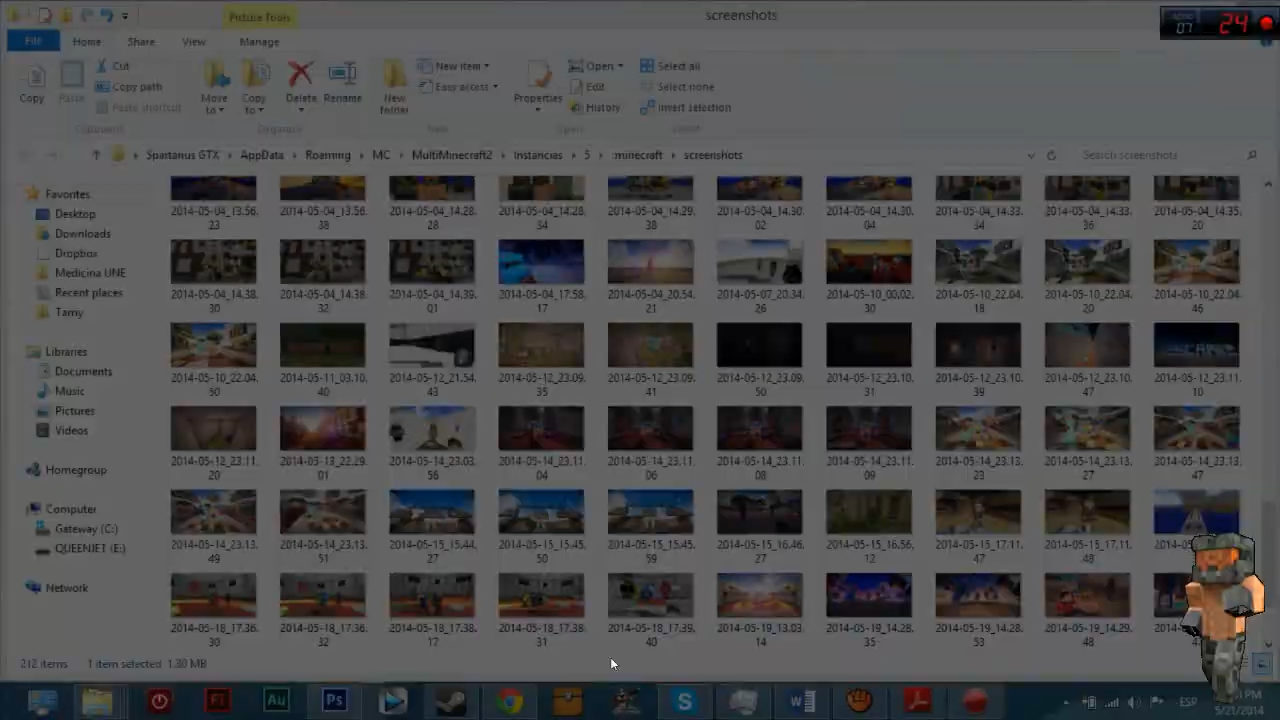 Picture Tools
screenshots
24
07
File Home Share View Manage
Copy
Paste
Cut
Copy path
Paste shortcut
Move to
Copy to
Delete
Rename
New folder
New item
Easy access
Properties
Open
Edit
History
Select all
Select none
Invert selection
Clipboard Organize New Open Select
Spartanus GTX AppData Roaming MC MultiMinecraft2 Instancias 5 .minecraft screenshots
Search screenshots
Favorites
Desktop
Downloads
Dropbox
Medicina UNE
Recent places
Tamy
Libraries
Documents
Music
Pictures
Videos
Homegroup
Computer
Gateway (C:)
QUEENJET (E:)
Network
2014-05-04_13.56. 2014-05-04_13.56. 2014-05-04_14.28. 2014-05-04_14.28. 2014-05-04_14.29. 2014-05-04_14.30. 2014-05-04_14.30. 2014-05-04_14.33. 2014-05-04_14.33. 2014-05-04_14.35.
23 38 28 34 38 02 04 34 36 20
2014-05-04_14.38. 2014-05-04_14.38. 2014-05-04_14.39. 2014-05-04_17.58. 2014-05-04_20.54. 2014-05-07_20.34. 2014-05-10_00.02. 2014-05-10_22.04. 2014-05-10_22.04. 2014-05-10_22.04.
30 32 01 17 21 26 30 18 20 46
2014-05-10_22.04. 2014-05-11_03.10. 2014-05-12_21.54. 2014-05-12_23.09. 2014-05-12_23.09. 2014-05-12_23.09. 2014-05-12_23.10. 2014-05-12_23.10. 2014-05-12_23.10. 2014-05-12_23.11.
50 40 43 35 41 50 31 39 47 10
2014-05-12_23.11. 2014-05-13_22.29. 2014-05-14_23.03. 2014-05-14_23.11. 2014-05-14_23.11. 2014-05-14_23.11. 2014-05-14_23.11. 2014-05-14_23.13. 2014-05-14_23.13. 2014-05-14_23.13.
20 01 56 04 06 08 09 23 27 47
2014-05-14_23.13. 2014-05-14_23.13. 2014-05-15_15.44. 2014-05-15_15.45. 2014-05-15_15.45. 2014-05-15_16.46. 2014-05-15_16.56. 2014-05-15_17.11. 2014-05-15_17.11.
49 51 27 50 59 27 12 47 48
2014-05-18_17.36. 2014-05-18_17.36. 2014-05-18_17.38. 2014-05-18_17.38. 2014-05-18_17.39. 2014-05-19_13.03. 2014-05-19_14.28. 2014-05-19_14.28. 2014-05-19_14.29.
30 32 17 31 40 14 35 53 48
212 items 1 item selected 1.30 MB
Fl Au Ps
ESP
PM
5/21/2014